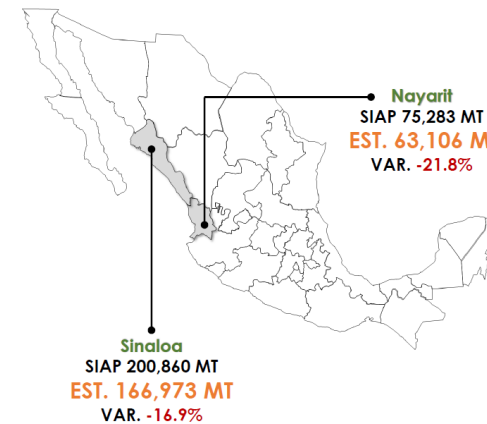 Nayarit
SIAP 75,283 MT
EST. 63,106 M
VAR. -21.8%
Sinaloa
SIAP 200,860 MT
EST. 166,973 MT
VAR. -16.9%